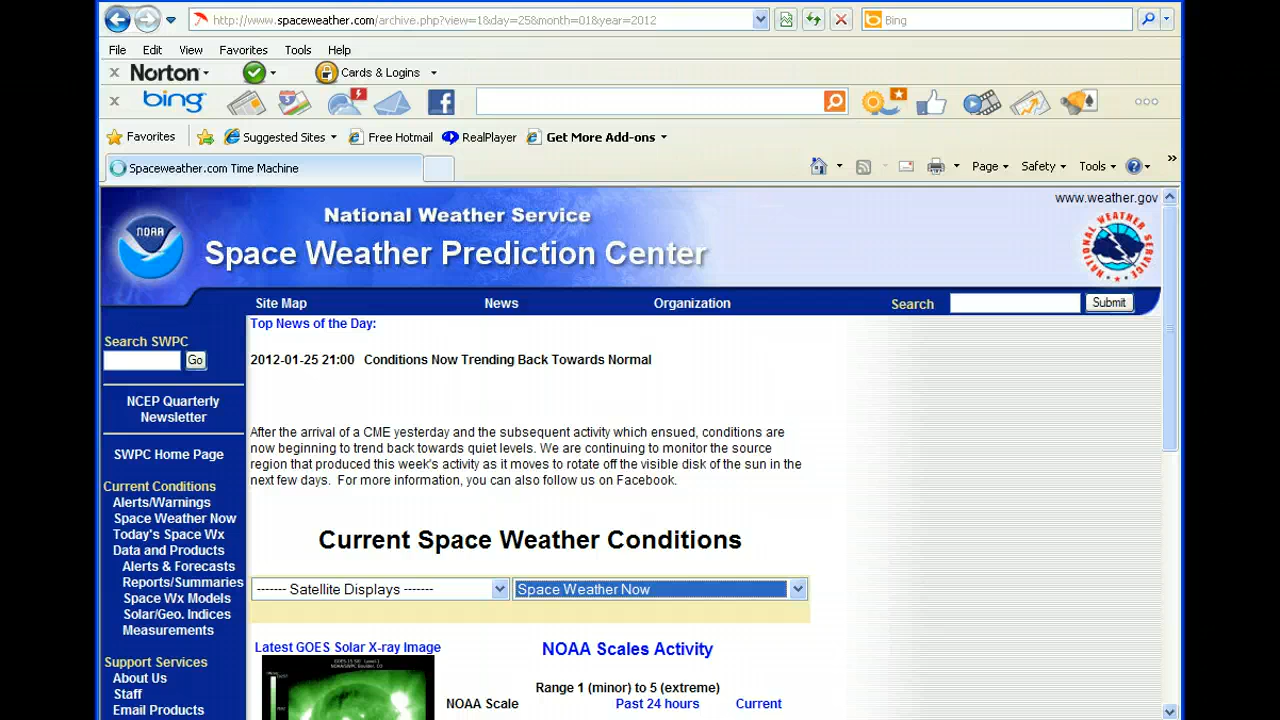 http://www.spaceweather.com/archive.php?view=1&day=25&month=01&year=2012
Bing
File Edit View Favorites Tools Help
Norton Cards & Logins
bing
Favorites Suggested Sites Free Hotmail RealPlayer Get More Add-ons
Spaceweather.com Time Machine
Page Safety Tools
www.weather.gov
NOAA
National Weather Service
Space Weather Prediction Center
NATIONAL WEATHER SERVICE
Site Map News Organization Search Submit
Search SWPC
Go
NCEP Quarterly
Newsletter
SWPC Home Page
Current Conditions
Alerts/Warnings
Space Weather Now
Today's Space Wx
Data and Products
Alerts & Forecasts
Reports/Summaries
Space Wx Models
Solar/Geo. Indices
Measurements
Support Services
About Us
Staff
Email Products
Top News of the Day:
2012-01-25 21:00 Conditions Now Trending Back Towards Normal
After the arrival of a CME yesterday and the subsequent activity which ensued, conditions are
now beginning to trend back towards quiet levels. We are continuing to monitor the source
region that produced this week's activity as it moves to rotate off the visible disk of the sun in the
next few days. For more information, you can also follow us on Facebook.
Current Space Weather Conditions
------- Satellite Displays ------- Space Weather Now
Latest GOES Solar X-ray Image
NOAA Scales Activity
Range 1 (minor) to 5 (extreme)
NOAA Scale Past 24 hours Current